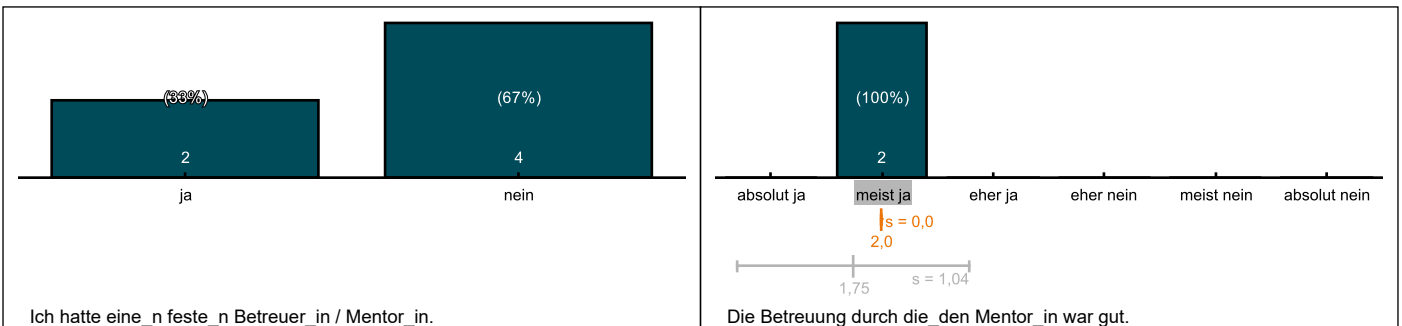 (33%)
2
ja
(67%)
4
nein
Ich hatte eine_n feste_n Betreuer_in / Mentor_in.
(100%)
2
absolut ja
meist ja
eher ja
eher nein
meist nein
absolut nein
s = 0,0
2,0
1,75
s = 1,04
Die Betreuung durch die_den Mentor_in war gut.